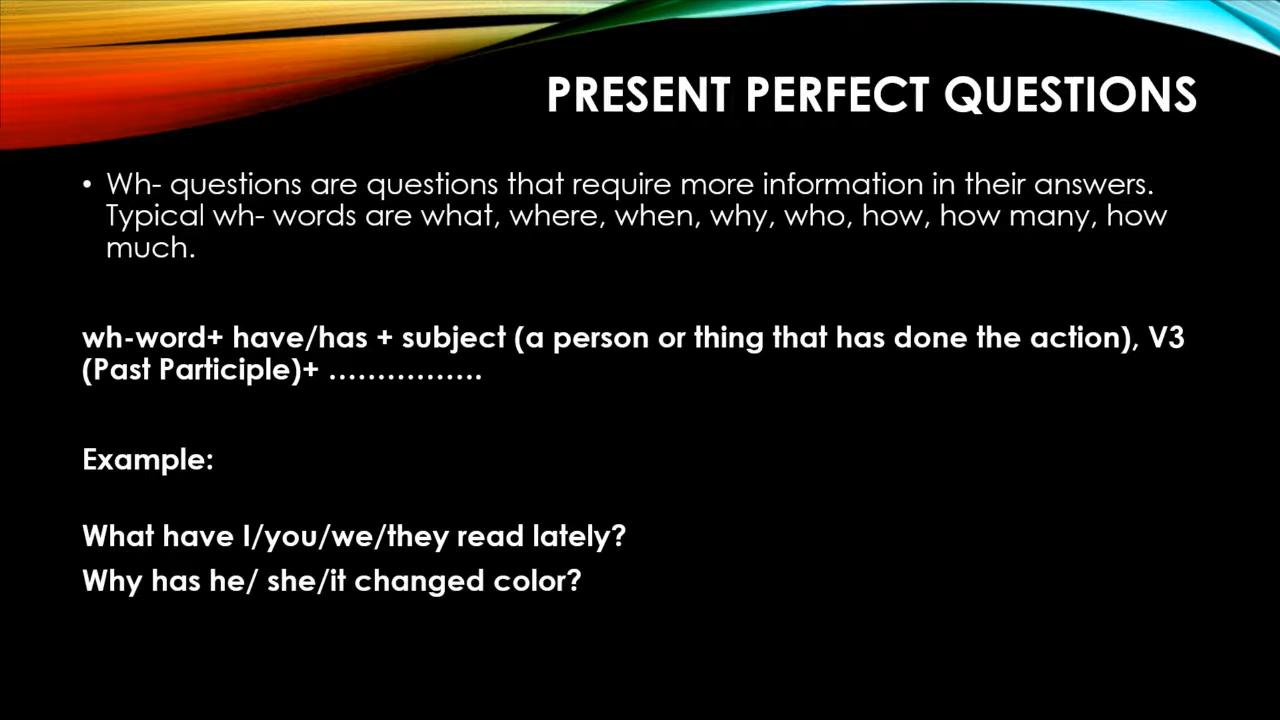 PRESENT PERFECT QUESTIONS
• Wh- questions are questions that require more information in their answers.
Typical wh- words are what, where, when, why, who, how, how many, how
much.
wh-word+ have/has + subject (a person or thing that has done the action), V3
(Past Participle)+ …………….
Example:
What have I/you/we/they read lately?
Why has he/ she/it changed color?